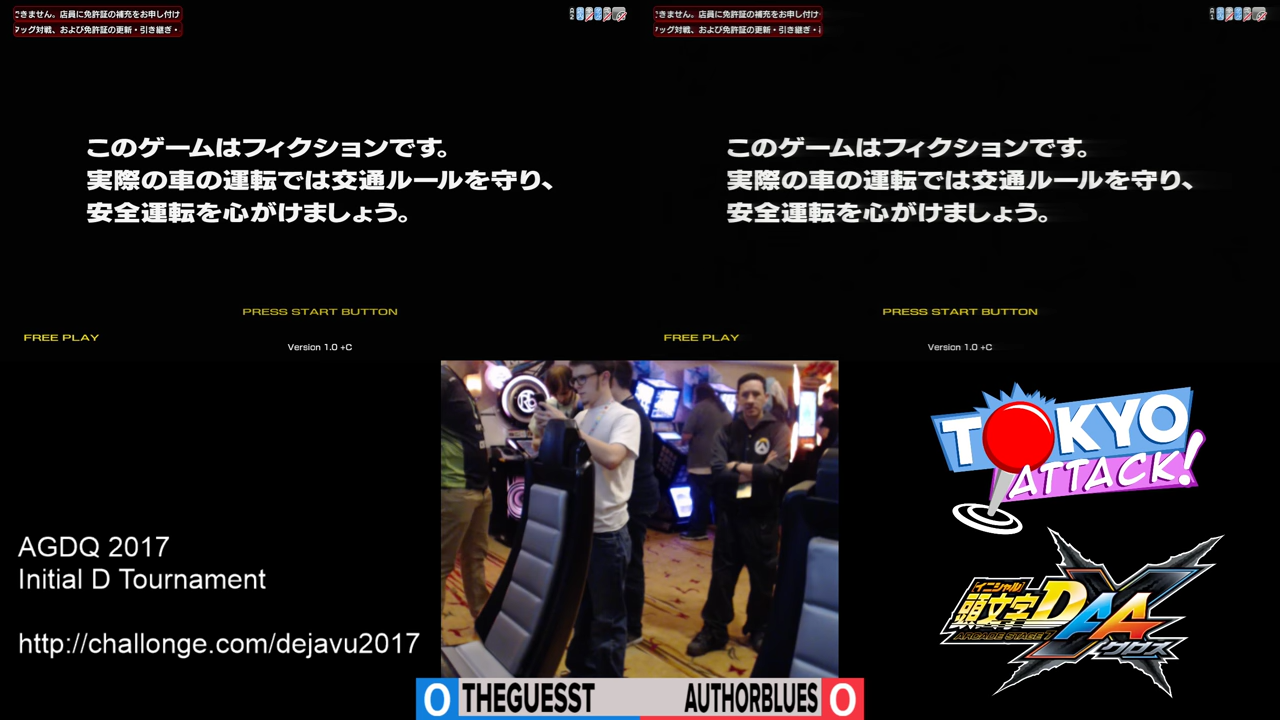 できません。店員に免許証の補充をお申し付け
タッグ対戦、および免許証の更新・引き継ぎ・
このゲームはフィクションです。
実際の車の運転では交通ルールを守り、
安全運転を心がけましょう。
PRESS START BUTTON
FREE PLAY
Version 1.0 +C
できません。店員に免許証の補充をお申し付け
タッグ対戦、および免許証の更新・引き継ぎ・
このゲームはフィクションです。
実際の車の運転では交通ルールを守り、
安全運転を心がけましょう。
PRESS START BUTTON
FREE PLAY
Version 1.0 +C
TOKYO
ATTACK!
AGDQ 2017
Initial D Tournament
http://challonge.com/dejavu2017
[イニシャル]
頭文字D AA X
ARCADE STAGE 7
クロス
0 THEGUESST
AUTHORBLUES 0